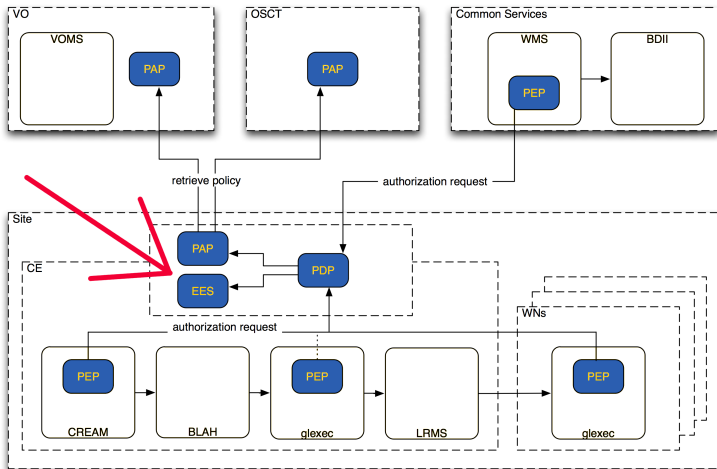 VO
OSCT
Common Services
VOMS
WMS
BDII
PAP
PAP
PEP
retrieve policy
authorization request
Site
PAP
CE
PDP
EES
WNs
authorization request
PEP
PEP
PEP
CREAM
BLAH
glexec
LRMS
glexec